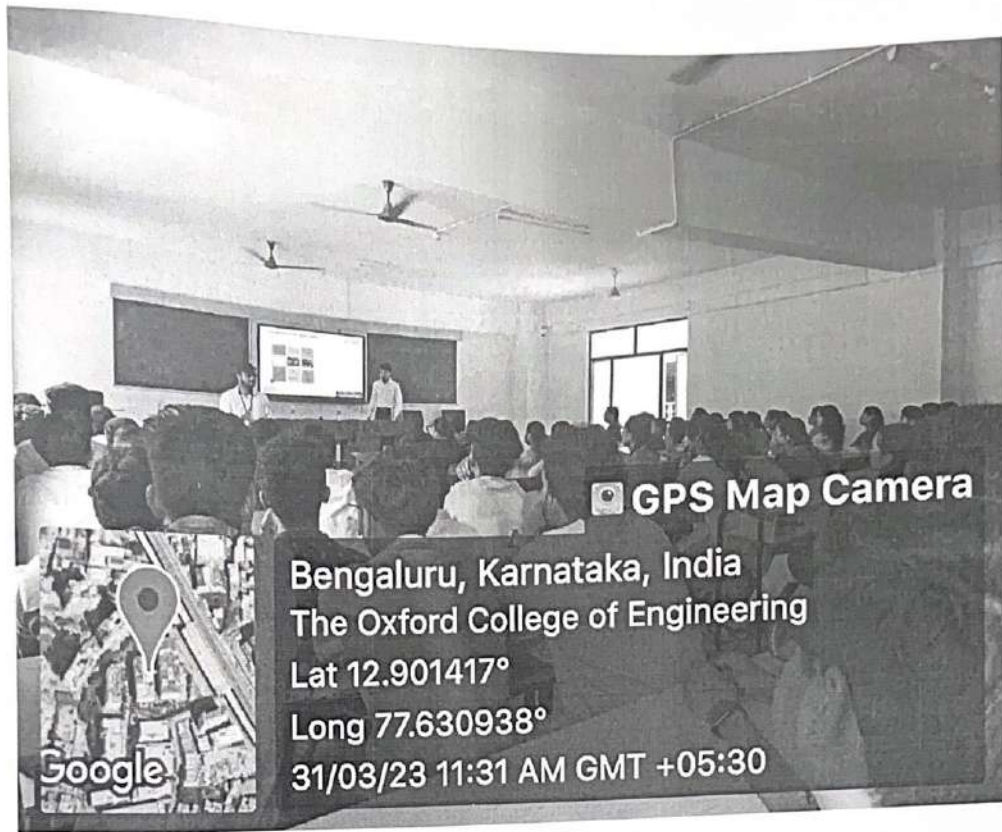 GPS Map Camera
Bengaluru, Karnataka, India
The Oxford College of Engineering
Lat 12.901417°
Long 77.630938°
31/03/23 11:31 AM GMT +05:30
Google